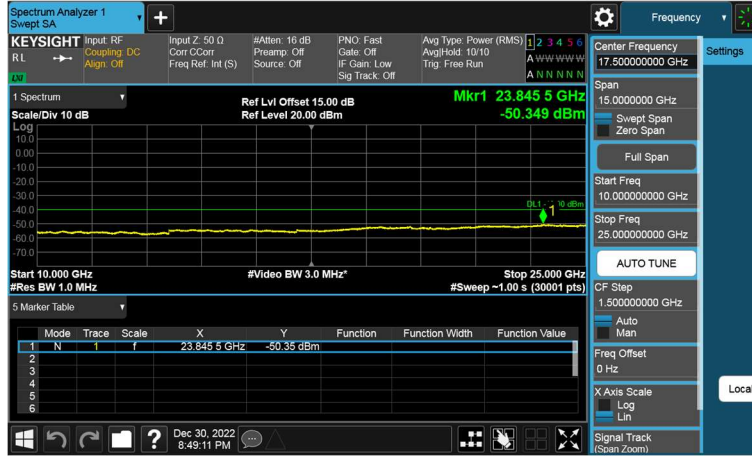 Spectrum Analyzer 1
Swept SA
Frequency
KEYSIGHT
RL
LXI
Input: RF
Coupling: DC
Align: Off
Input Z: 50 Ω
Corr CCorr
Freq Ref: Int (S)
#Atten: 16 dB
Preamp: Off
Source: Off
PNO: Fast
Gate: Off
IF Gain: Low
Sig Track: Off
Avg Type: Power (RMS)
Avg|Hold: 10/10
Trig: Free Run
1 2 3 4 5 6
A W W W W W
A N N N N N
Center Frequency
17.500000000 GHz
Settings
Span
15.0000000 GHz
Swept Span
Zero Span
Full Span
Start Freq
10.000000000 GHz
Stop Freq
25.000000000 GHz
AUTO TUNE
CF Step
1.500000000 GHz
Auto
Man
Freq Offset
0 Hz
X Axis Scale
Log
Lin
Local
Signal Track
(Span Zoom)
1 Spectrum
Scale/Div 10 dB
Ref Lvl Offset 15.00 dB
Ref Level 20.00 dBm
Mkr1 23.845 5 GHz
-50.349 dBm
Log
10.0
0.00
-10.0
-20.0
-30.0
-40.0
-50.0
-60.0
-70.0
1
Start 10.000 GHz
#Res BW 1.0 MHz
#Video BW 3.0 MHz*
Stop 25.000 GHz
#Sweep ~1.00 s (30001 pts)
5 Marker Table
Mode Trace Scale X Y Function Function Width Function Value
1 N 1 f 23.845 5 GHz -50.35 dBm
2
3
4
5
6
?
Dec 30, 2022
8:49:11 PM